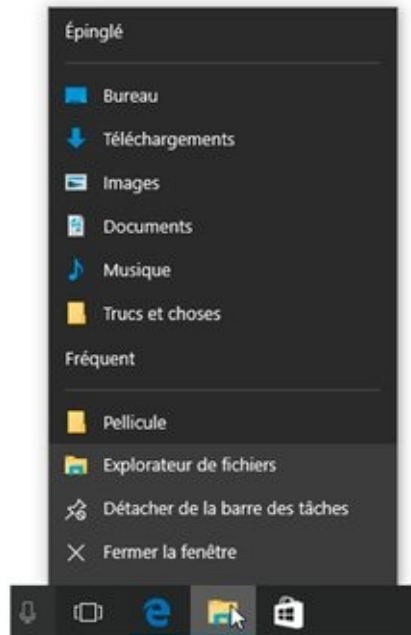 Épinglé
Bureau
Téléchargements
Images
Documents
Musique
Trucs et choses
Fréquent
Pellicule
Explorateur de fichiers
Détacher de la barre des tâches
Fermer la fenêtre